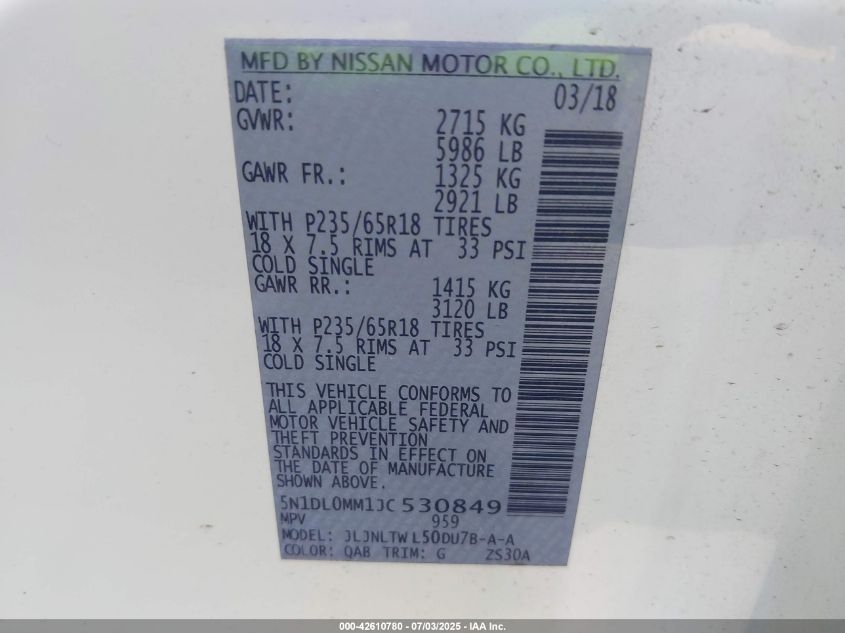 MFD BY NISSAN MOTOR CO., LTD.
DATE: 03/18
GVWR: 2715 KG
5986 LB
GAWR FR.: 1325 KG
2921 LB
WITH P235/65R18 TIRES
18 X 7.5 RIMS AT 33 PSI
COLD SINGLE
GAWR RR.: 1415 KG
3120 LB
WITH P235/65R18 TIRES
18 X 7.5 RIMS AT 33 PSI
COLD SINGLE
THIS VEHICLE CONFORMS TO
ALL APPLICABLE FEDERAL
MOTOR VEHICLE SAFETY AND
THEFT PREVENTION
STANDARDS IN EFFECT ON
THE DATE OF MANUFACTURE
SHOWN ABOVE.
5N1DL0MM1JC 530849
MPV 959
MODEL: JLJNLTW L50DU7B-A-A
COLOR: QAB TRIM: G ZS30A
000-42610780 - 07/03/2025 - IAA Inc.